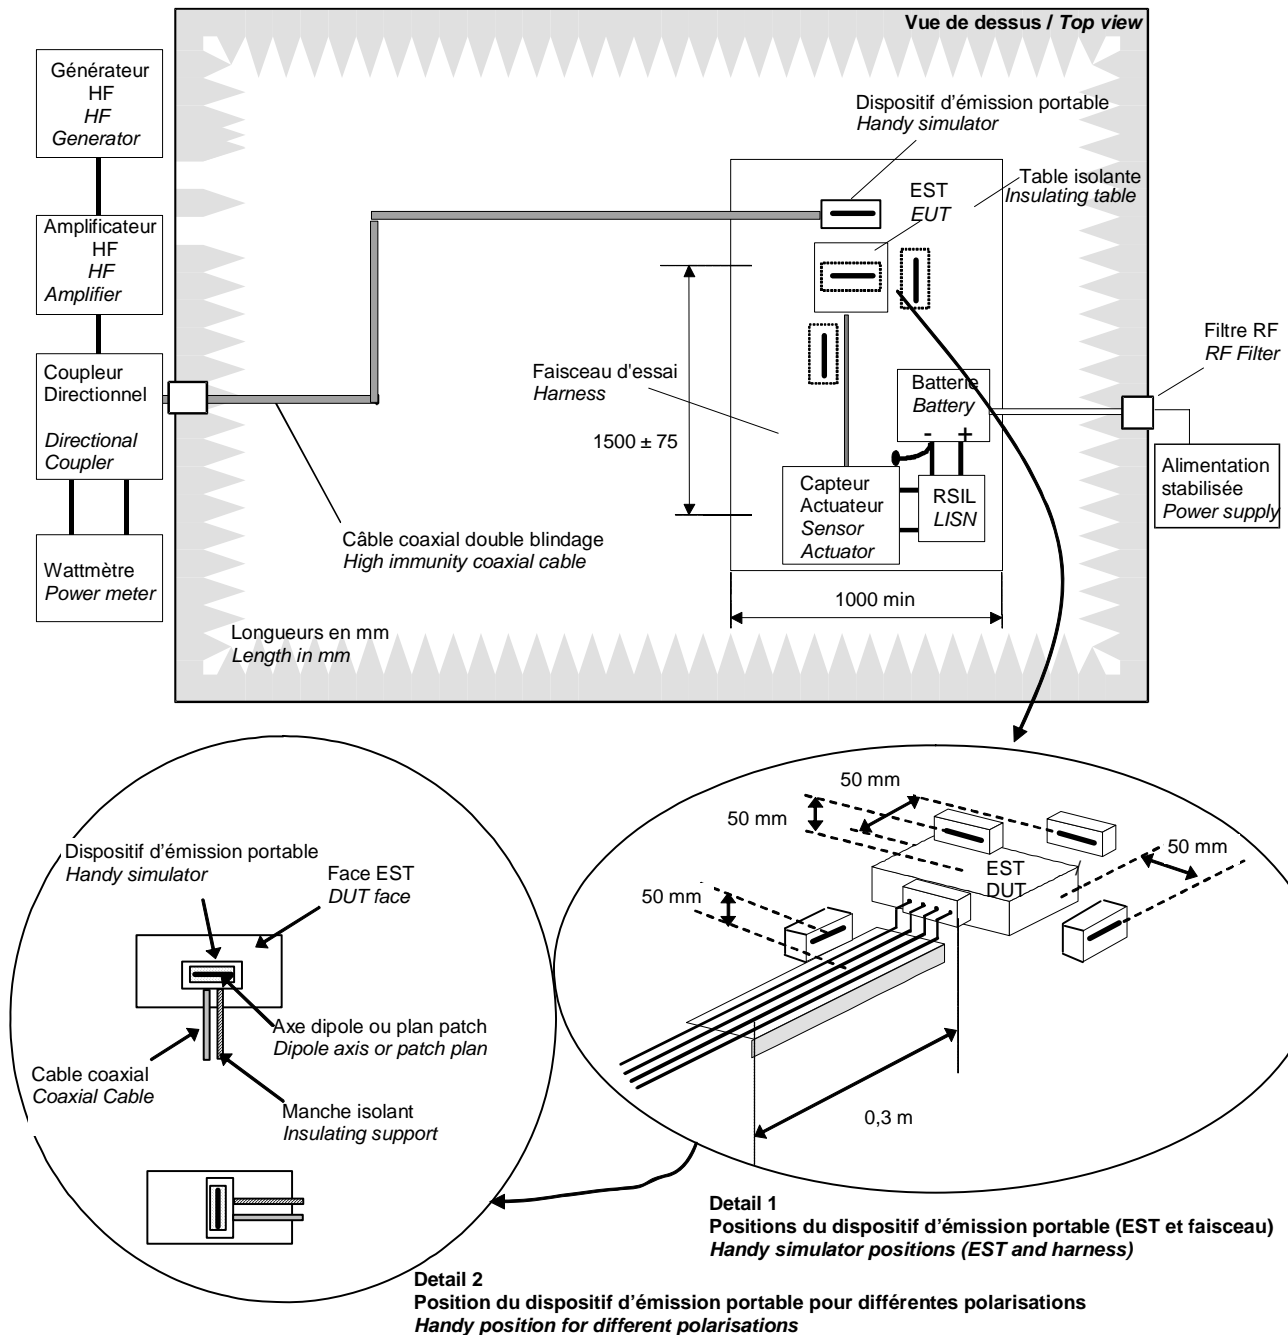 Vue de dessus / Top view
Générateur
HF
HF
Generator
Dispositif d'émission portable
Handy simulator
Table isolante
Insulating table
EST
EUT
Amplificateur
HF
HF
Amplifier
Filtre RF
RF Filter
Coupleur
Directionnel
Directional
Coupler
Faisceau d'essai
Harness
Batterie
Battery
- +
1500 ± 75
Capteur
Actuateur
Sensor
Actuator
RSIL
LISN
Alimentation
stabilisée
Power supply
Câble coaxial double blindage
High immunity coaxial cable
Wattmètre
Power meter
1000 min
Longueurs en mm
Length in mm
50 mm
50 mm
50 mm
50 mm
EST
DUT
0,3 m
Dispositif d'émission portable
Handy simulator
Face EST
DUT face
Axe dipole ou plan patch
Dipole axis or patch plan
Cable coaxial
Coaxial Cable
Manche isolant
Insulating support
Detail 1
Positions du dispositif d'émission portable (EST et faisceau)
Handy simulator positions (EST and harness)
Detail 2
Position du dispositif d'émission portable pour différentes polarisations
Handy position for different polarisations